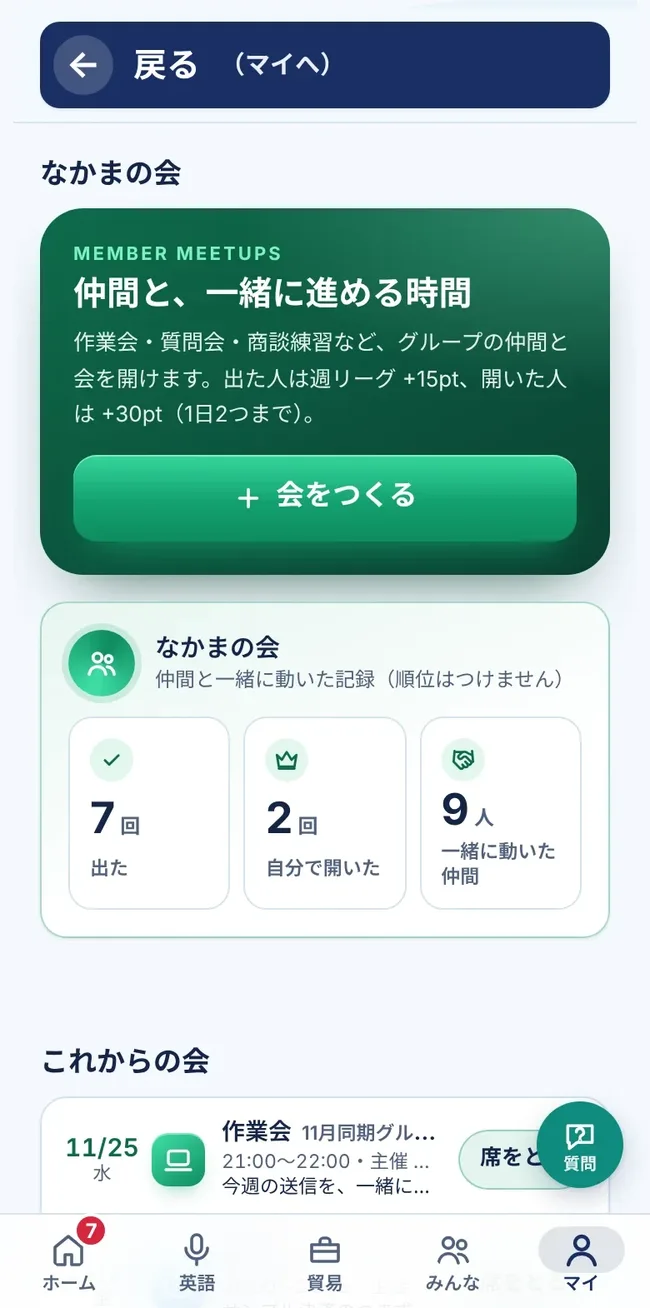 戻る （マイへ）
なかまの会
MEMBER MEETUPS
仲間と、一緒に進める時間
作業会・質問会・商談練習など、グループの仲間と
会を開けます。出た人は週リーグ +15pt、開いた人
は +30pt（1日2つまで）。
＋ 会をつくる
なかまの会
仲間と一緒に動いた記録（順位はつけません）
7 回
出た
2 回
自分で開いた
9 人
一緒に動いた
仲間
これからの会
11/25
水
作業会 11月同期グル...
21:00〜22:00・主催 ...
今週の送信を、一緒に...
席をと
質問
7
ホーム
英語
貿易
みんな
マイ